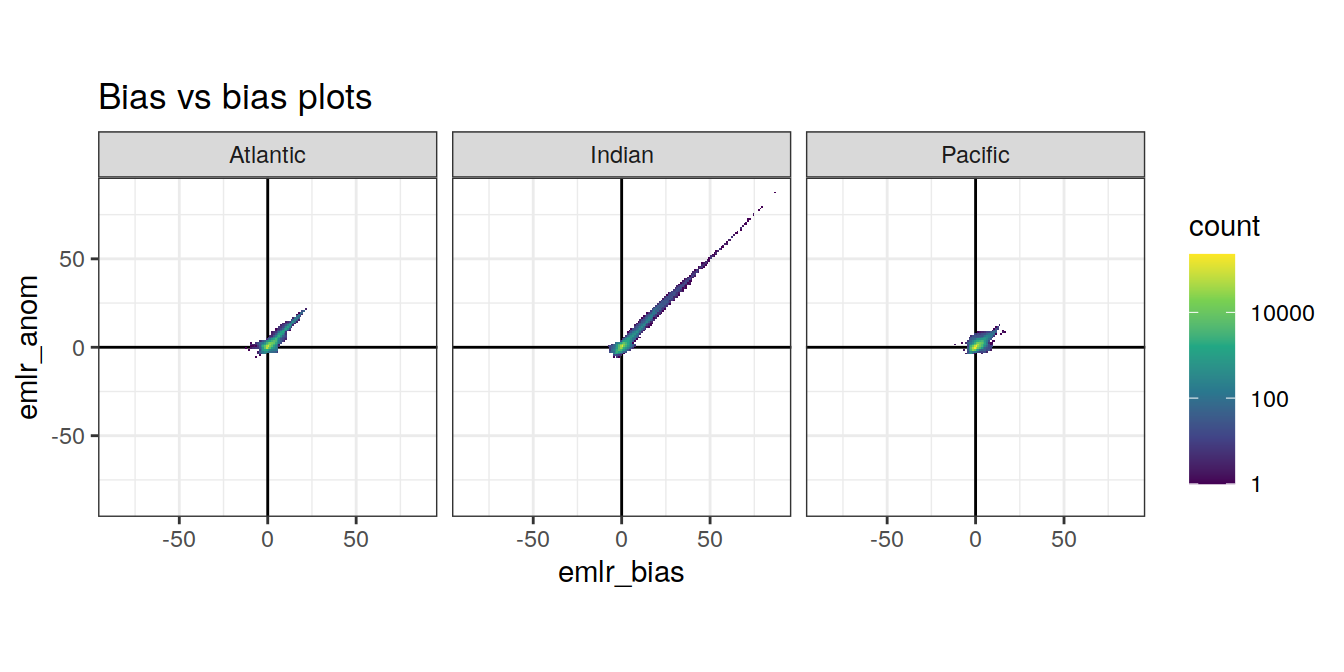 Bias vs bias plots
Atlantic Indian Pacific
50
0
-50
emlr_anom
-50 0 50 -50 0 50 -50 0 50
emlr_bias
count
10000
100
1